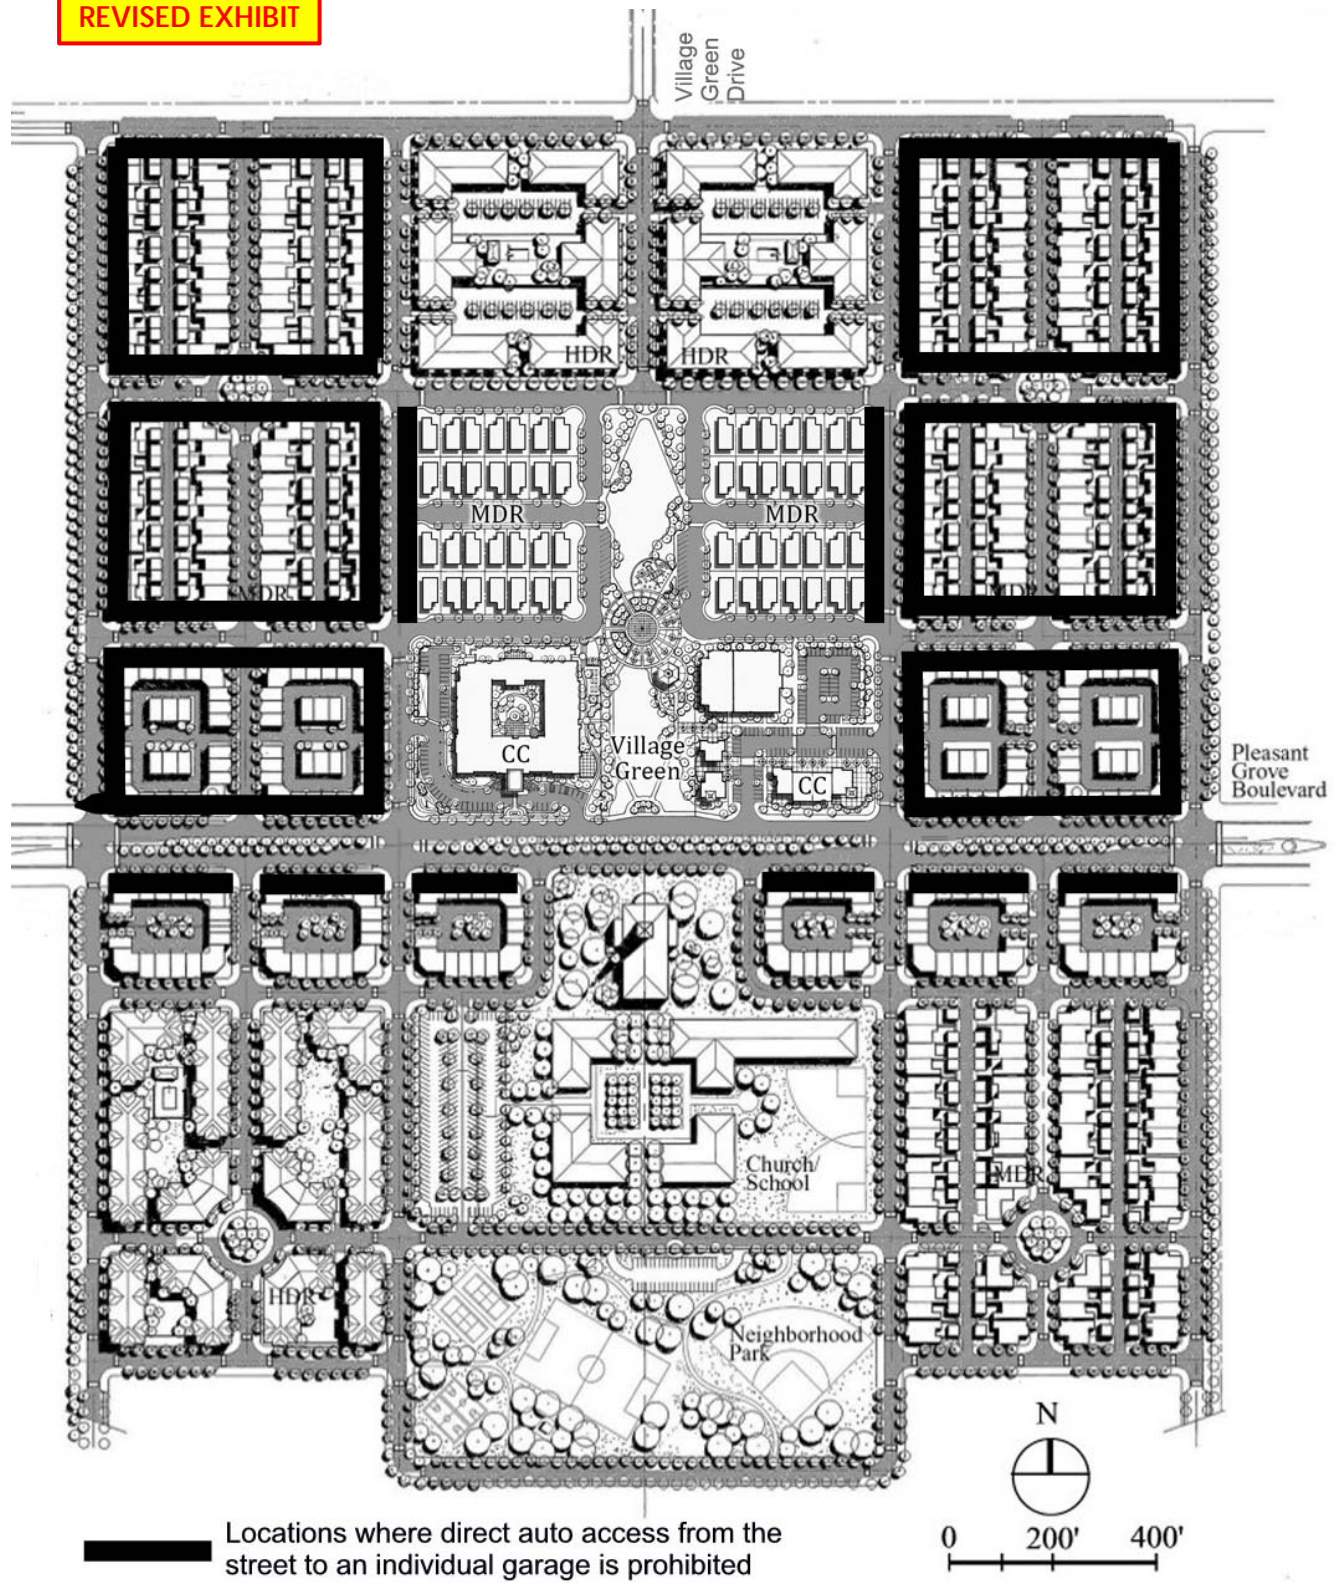 REVISED EXHIBIT
Village
Green
Drive
HDR
HDR
MDR
MDR
MDR
MDR
CC
Village
Green
CC
Pleasant
Grove
Boulevard
Church/
School
MDR
HDR
Neighborhood
Park
N
Locations where direct auto access from the
street to an individual garage is prohibited
0 200' 400'